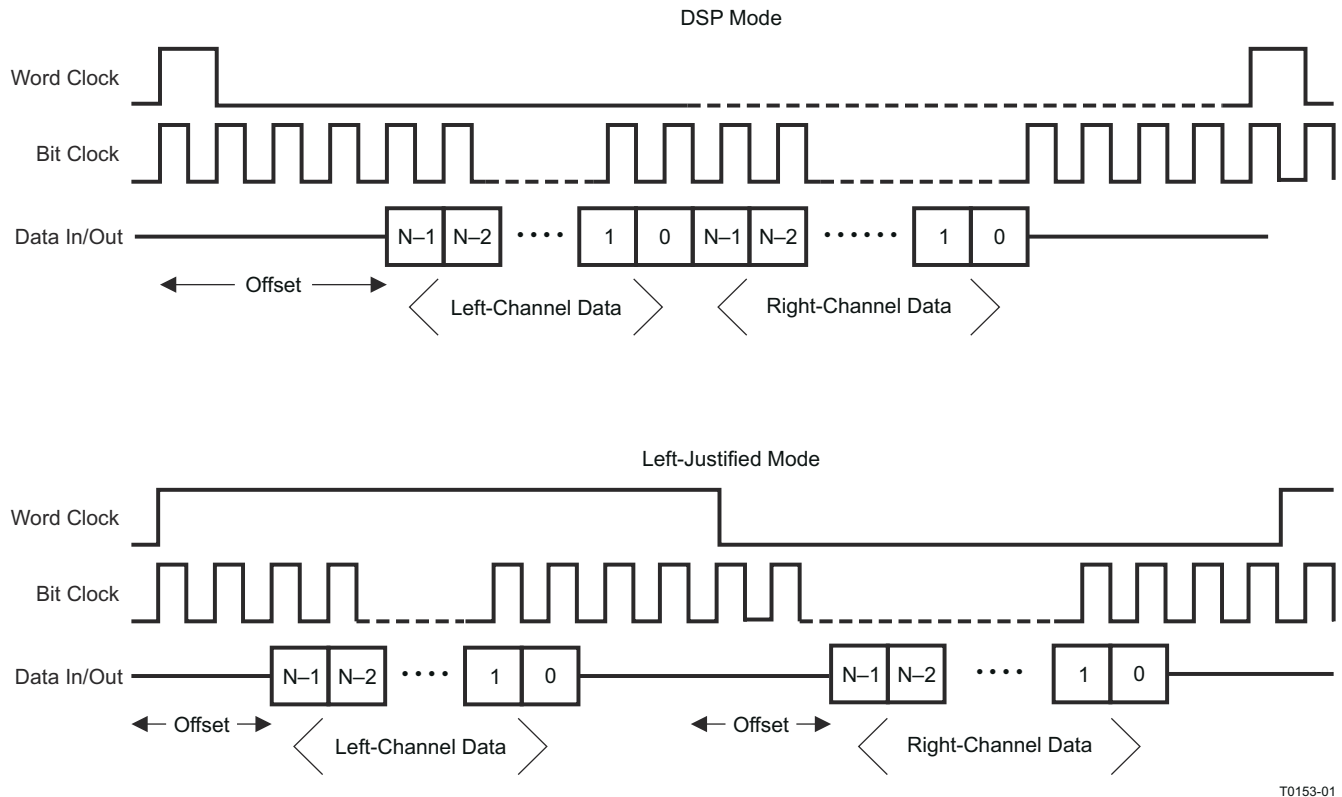 DSP Mode
Word Clock
Bit Clock
Data In/Out
N–1 N–2 •••• 1 0 N–1 N–2 •••••• 1 0
Offset
Left-Channel Data
Right-Channel Data
Left-Justified Mode
Word Clock
Bit Clock
Data In/Out
N–1 N–2 •••• 1 0 N–1 N–2 •••• 1 0
Offset
Offset
Left-Channel Data
Right-Channel Data
T0153-01